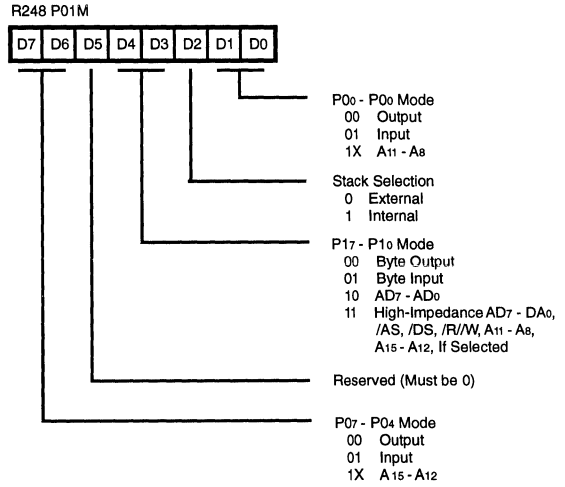 R248 P01M
D7 D6 D5 D4 D3 D2 D1 D0
P00 - P00 Mode
00 Output
01 Input
1X A11 - A8
Stack Selection
0 External
1 Internal
P17 - P10 Mode
00 Byte Output
01 Byte Input
10 AD7 - AD0
11 High-Impedance AD7 - DA0,
/AS, /DS, /R//W, A11 - A8,
A15 - A12, If Selected
Reserved (Must be 0)
P07 - P04 Mode
00 Output
01 Input
1X A15 - A12